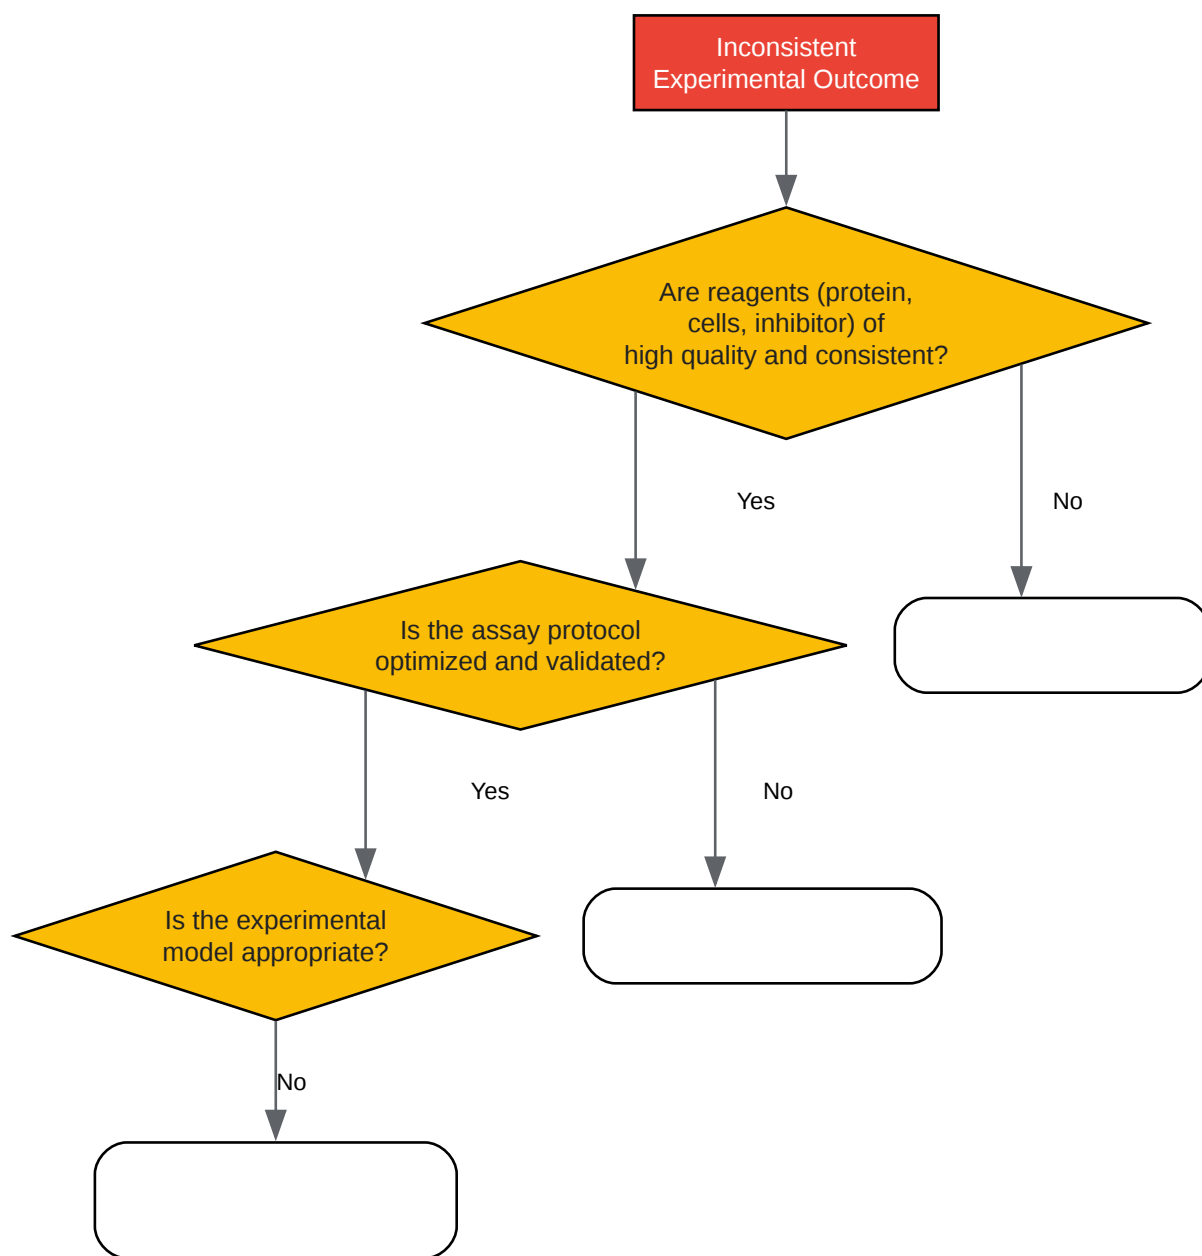 Inconsistent
Experimental Outcome
Are reagents (protein,
cells, inhibitor) of
high quality and consistent?
Yes
No
Is the assay protocol
optimized and validated?
Yes
No
Is the experimental
model appropriate?
No